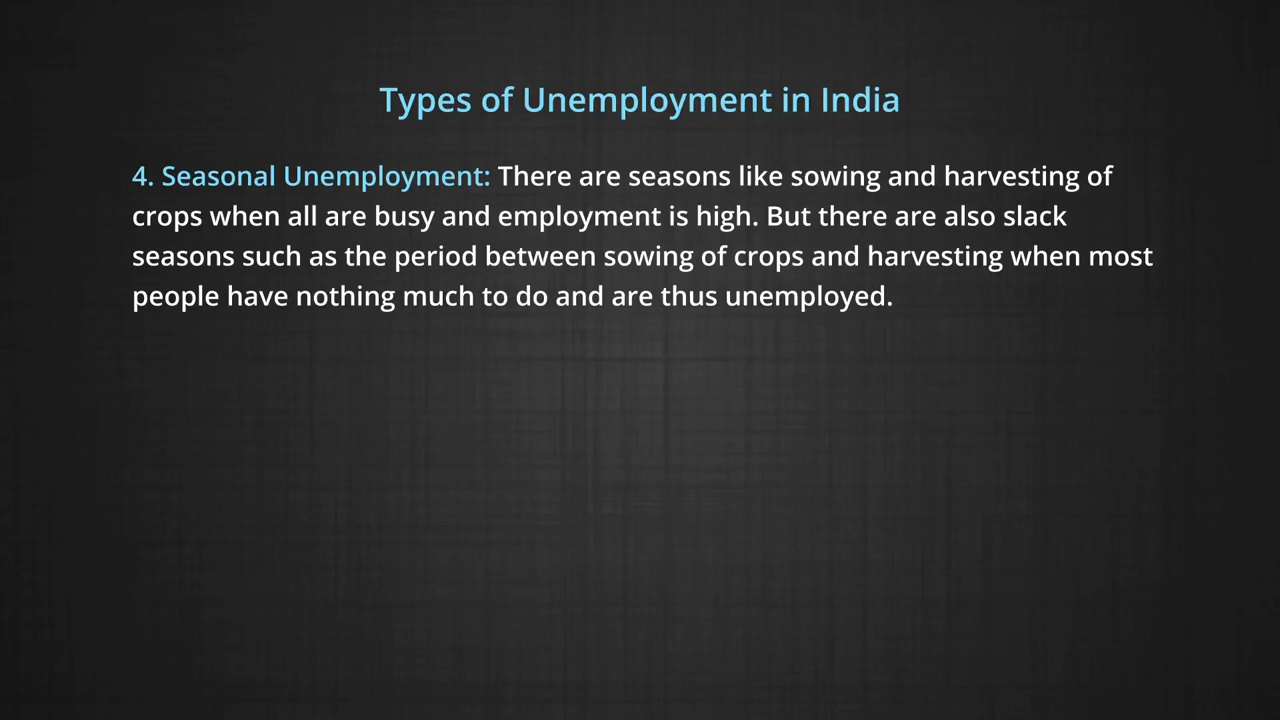 Types of Unemployment in India
4. Seasonal Unemployment: There are seasons like sowing and harvesting of
crops when all are busy and employment is high. But there are also slack
seasons such as the period between sowing of crops and harvesting when most
people have nothing much to do and are thus unemployed.